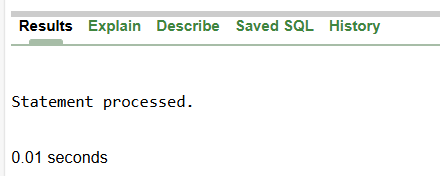 Results Explain Describe Saved SQL History
Statement processed.
0.01 seconds